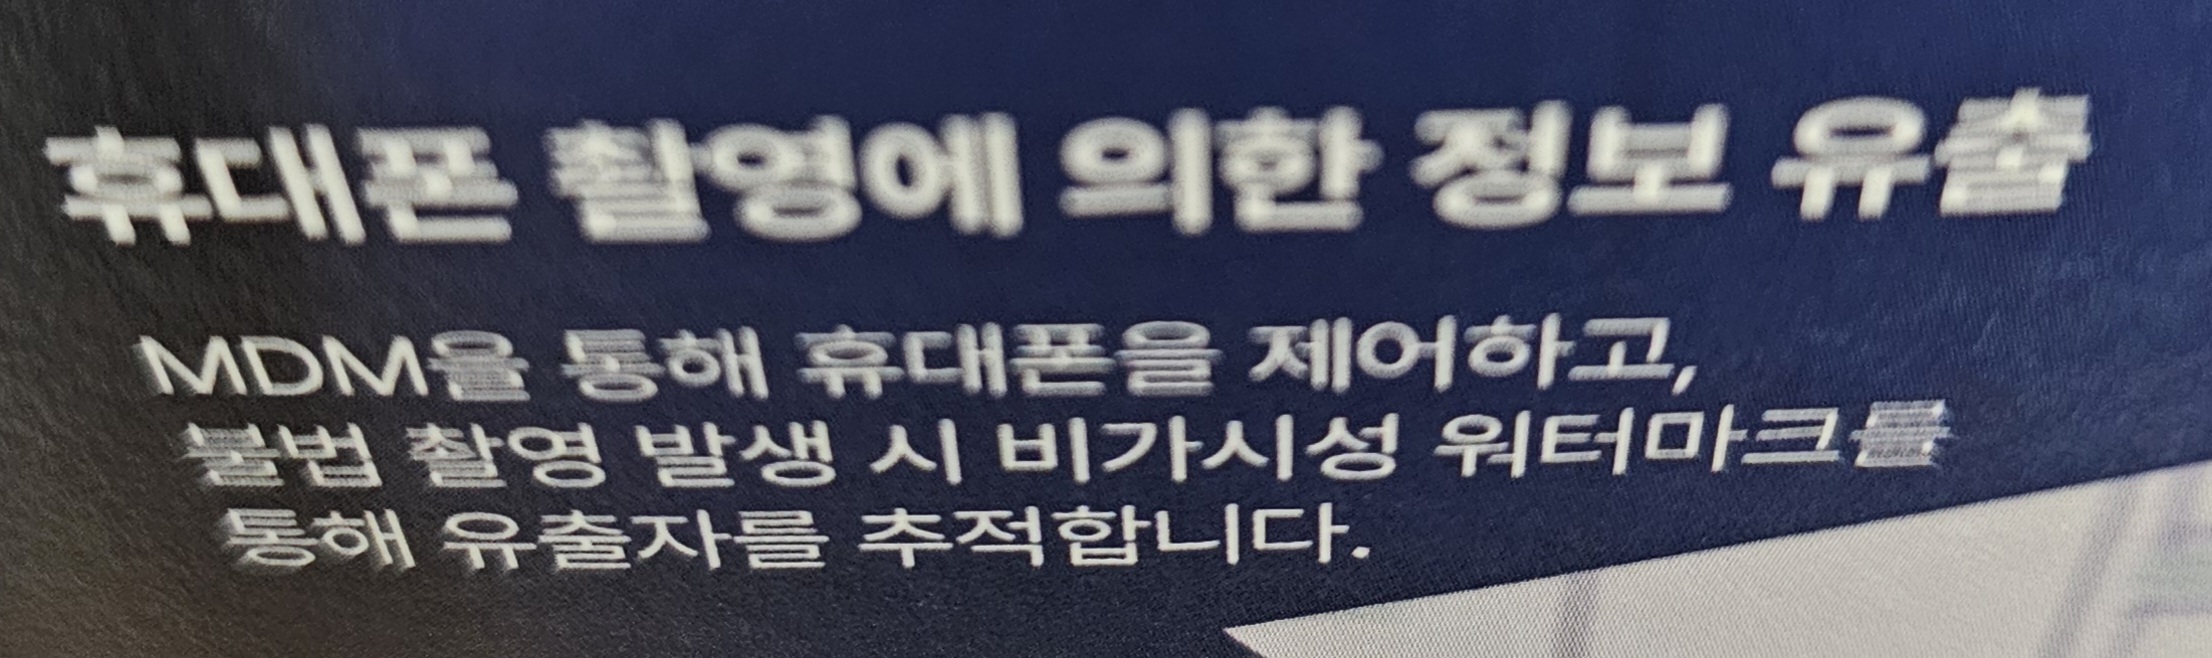 휴대폰 촬영에 의한 정보 유출
MDM을 통해 휴대폰을 제어하고,
불법 촬영 발생 시 비가시성 워터마크를
통해 유출자를 추적합니다.